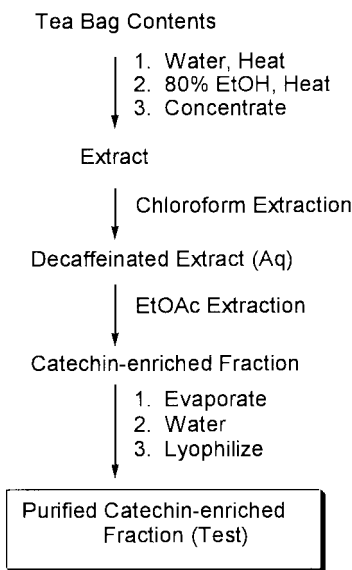 Tea Bag Contents
1. Water, Heat
2. 80% EtOH, Heat
3. Concentrate
Extract
Chloroform Extraction
Decaffeinated Extract (Aq)
EtOAc Extraction
Catechin-enriched Fraction
1. Evaporate
2. Water
3. Lyophilize
Purified Catechin-enriched
Fraction (Test)